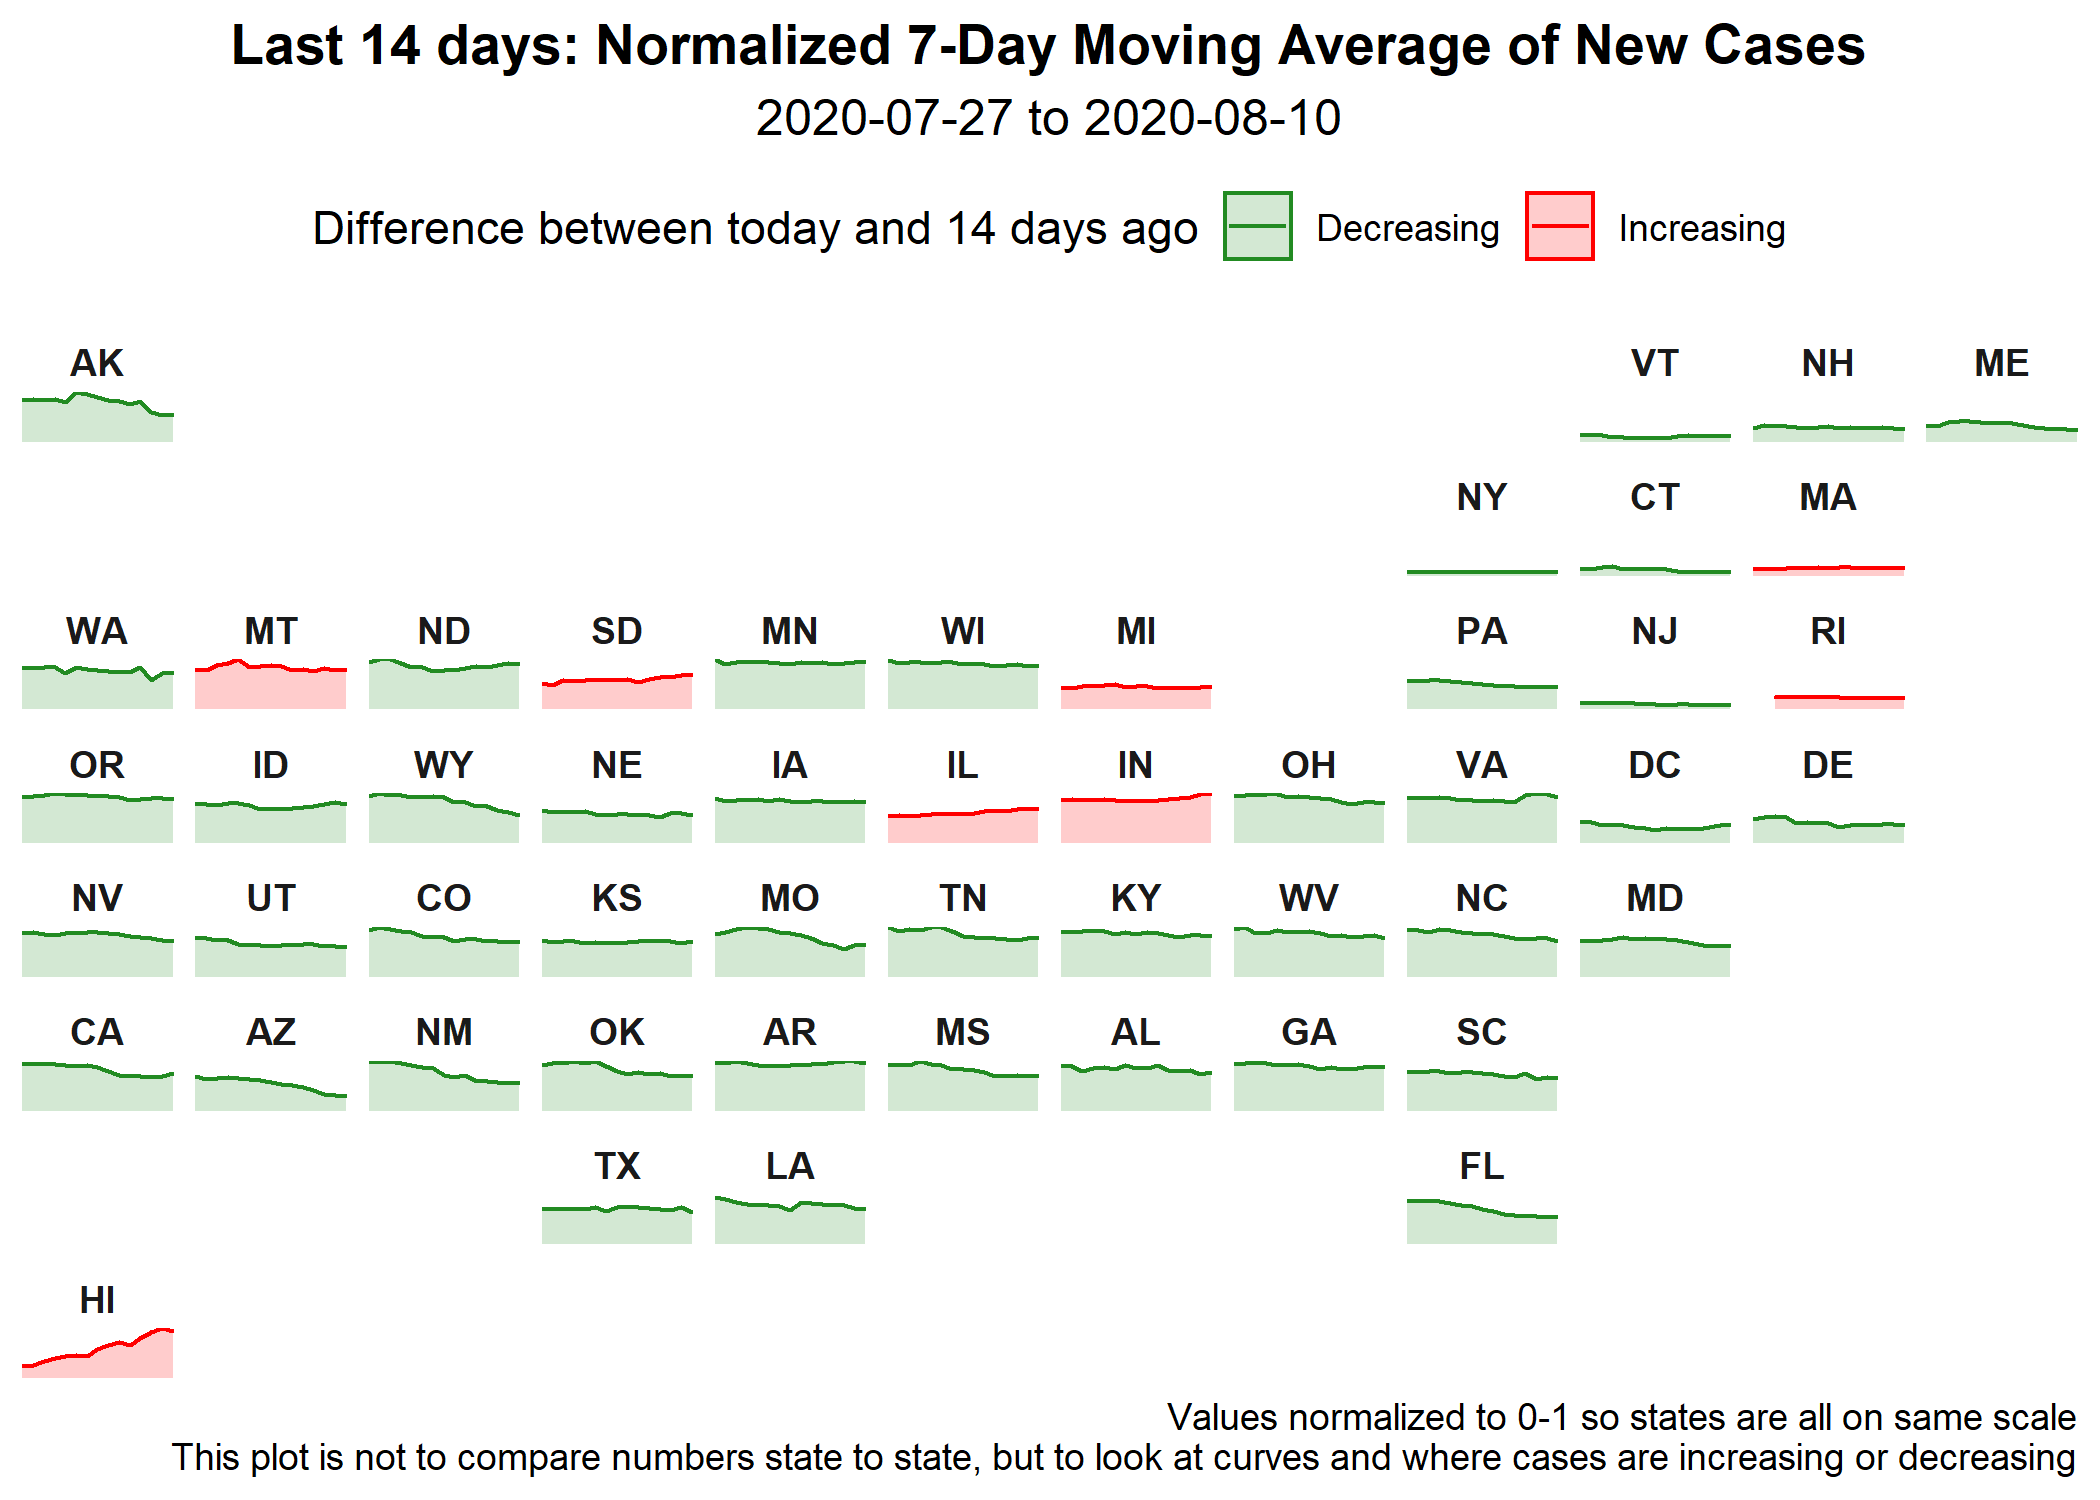 Last 14 days: Normalized 7-Day Moving Average of New Cases
2020-07-27 to 2020-08-10
Difference between today and 14 days ago Decreasing Increasing
AK VT NH ME
NY CT MA
WA MT ND SD MN WI MI PA NJ RI
OR ID WY NE IA IL IN OH VA DC DE
NV UT CO KS MO TN KY WV NC MD
CA AZ NM OK AR MS AL GA SC
TX LA FL
HI
Values normalized to 0-1 so states are all on same scale
This plot is not to compare numbers state to state, but to look at curves and where cases are increasing or decreasing